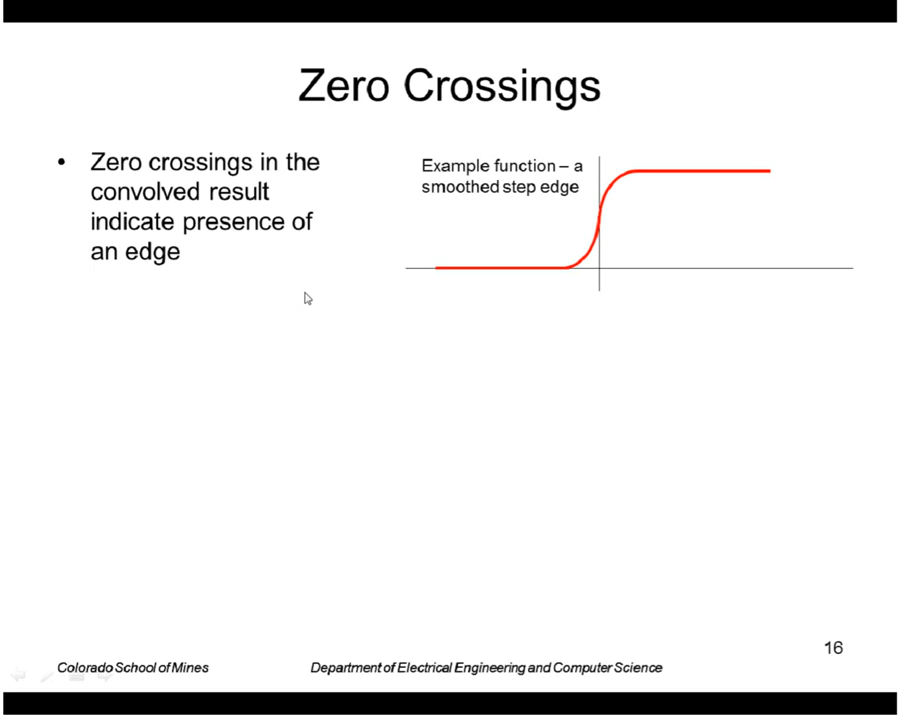 Zero Crossings
• Zero crossings in the
convolved result
indicate presence of
an edge
Example function – a
smoothed step edge
16
Colorado School of Mines
Department of Electrical Engineering and Computer Science